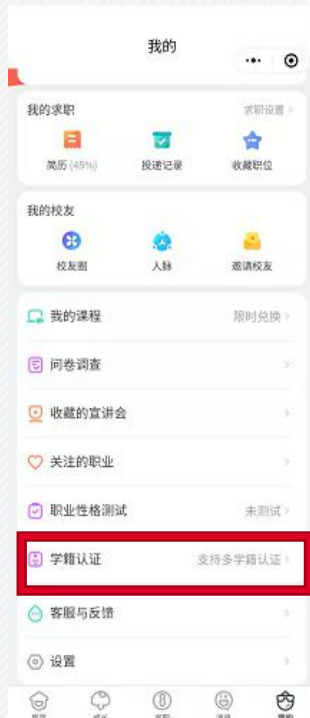 我的
我的求职 求职设置
简历 (45%) 投递记录 收藏职位
我的校友
校友圈 人脉 邀请校友
我的课程 限时兑换
问卷调查
收藏的宣讲会
关注的职业
职业性格测试 未测试
学籍认证 支持多学籍认证
客服与反馈
设置